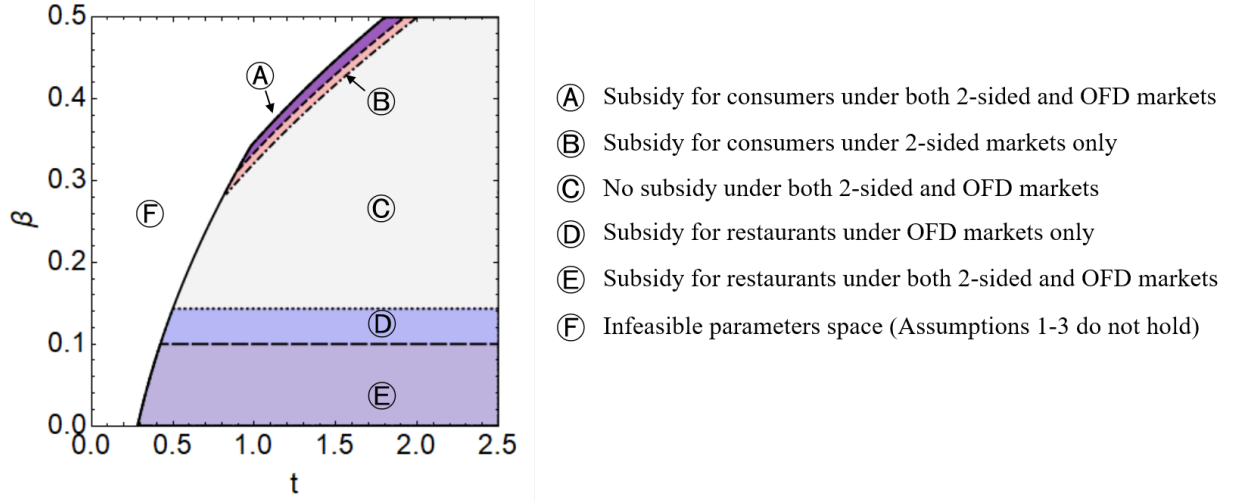 0.5
0.4
0.3
0.2
0.1
0.0
β
0.0 0.5 1.0 1.5 2.0 2.5
t
Ⓐ
Ⓑ
Ⓒ
Ⓓ
Ⓔ
Ⓕ
Ⓐ Subsidy for consumers under both 2-sided and OFD markets
Ⓑ Subsidy for consumers under 2-sided markets only
Ⓒ No subsidy under both 2-sided and OFD markets
Ⓓ Subsidy for restaurants under OFD markets only
Ⓔ Subsidy for restaurants under both 2-sided and OFD markets
Ⓕ Infeasible parameters space (Assumptions 1-3 do not hold)